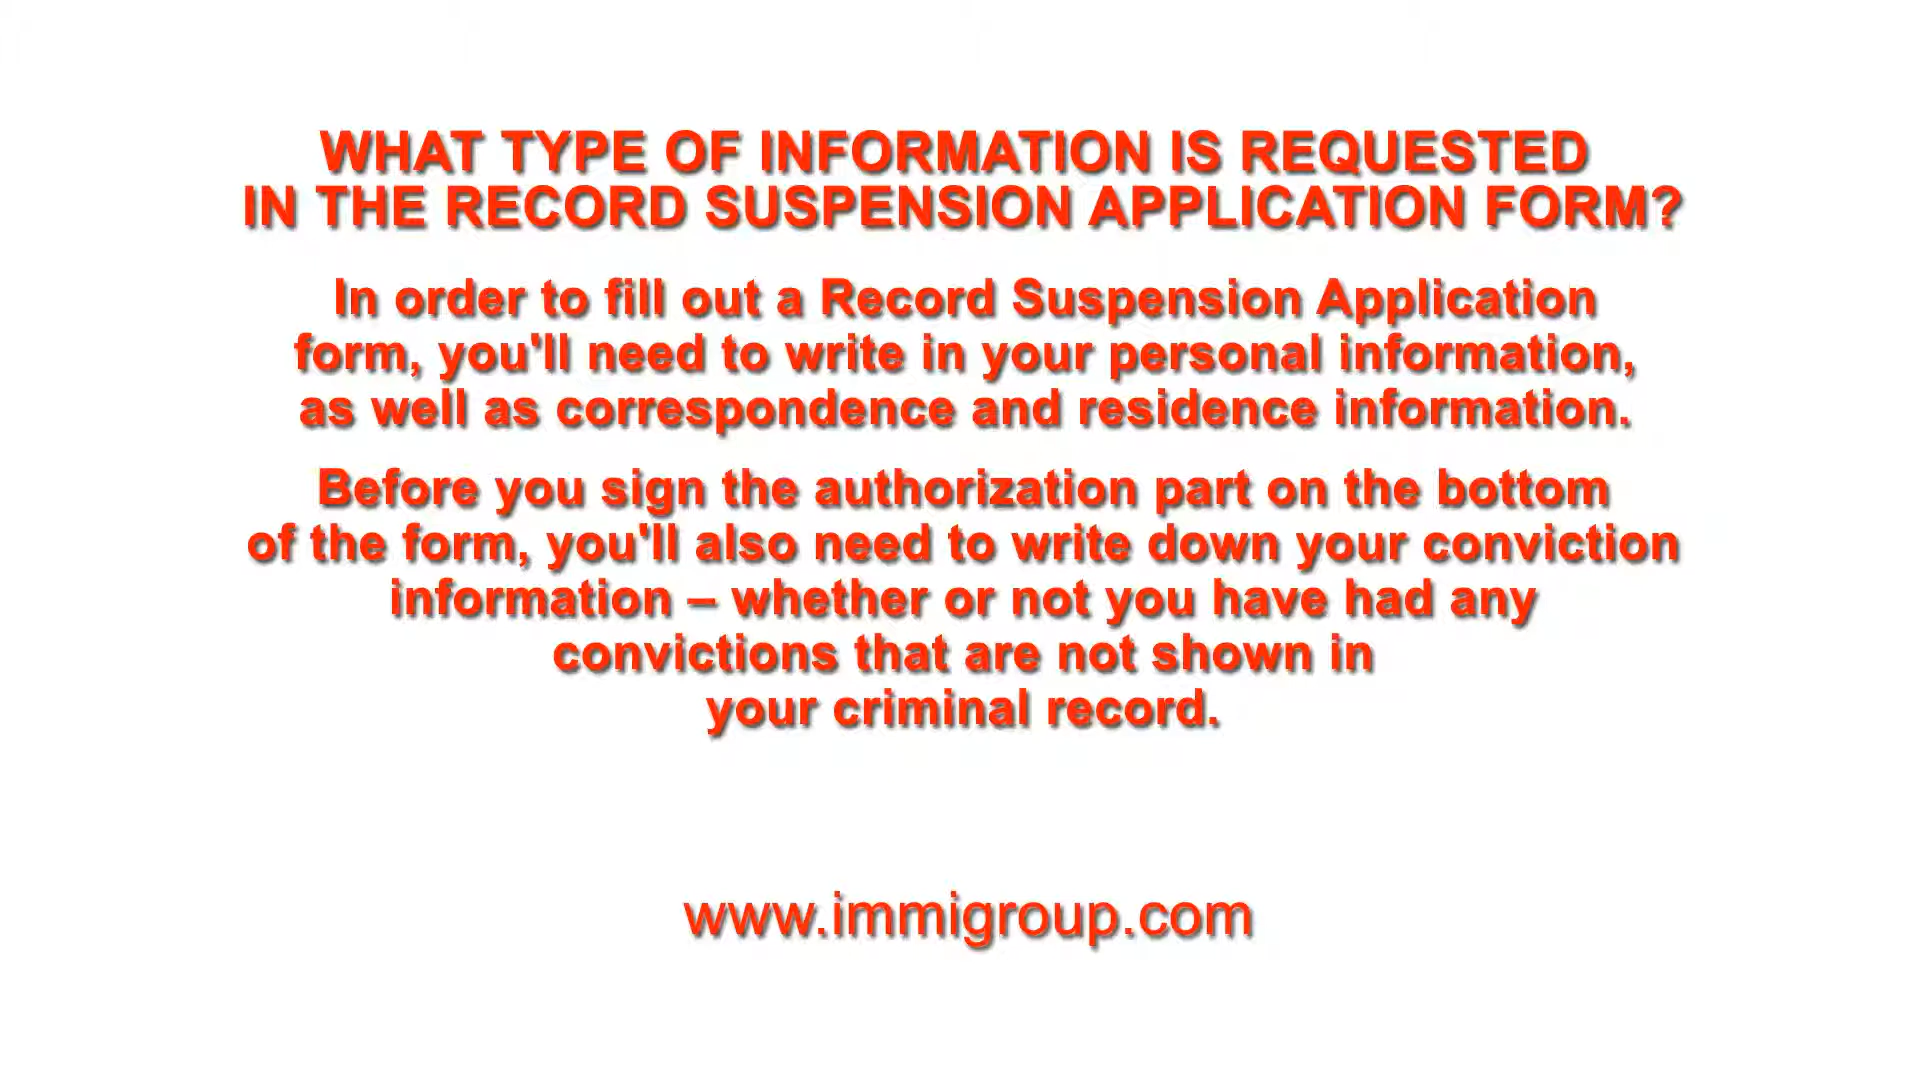 WHAT TYPE OF INFORMATION IS REQUESTED
IN THE RECORD SUSPENSION APPLICATION FORM?
In order to fill out a Record Suspension Application
form, you'll need to write in your personal information,
as well as correspondence and residence information.
Before you sign the authorization part on the bottom
of the form, you'll also need to write down your conviction
information – whether or not you have had any
convictions that are not shown in
your criminal record.
www.immigroup.com